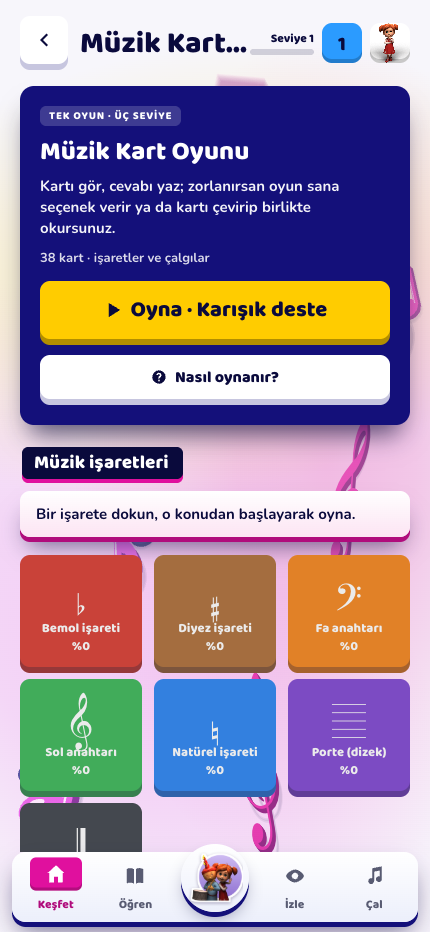 Müzik Kart...
Seviye 1
1
TEK OYUN · ÜÇ SEVİYE
Müzik Kart Oyunu
Kartı gör, cevabı yaz; zorlanırsan oyun sana
seçenek verir ya da kartı çevirip birlikte
okursunuz.
38 kart · işaretler ve çalgılar
Oyna · Karışık deste
Nasıl oynanır?
Müzik işaretleri
Bir işarete dokun, o konudan başlayarak oyna.
Bemol işareti
%0
Diyez işareti
%0
Fa anahtarı
%0
Sol anahtarı
%0
Natürel işareti
%0
Porte (dizek)
%0
Keşfet
Öğren
İzle
Çal